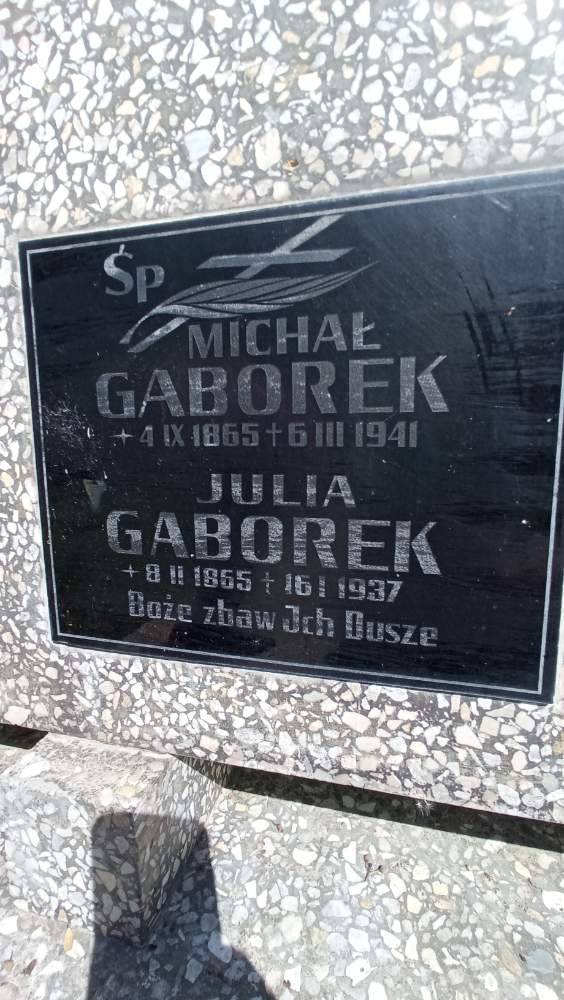 Śp
MICHAŁ
GABOREK
+ 4 IX 1865 + 6 III 1941
JULIA
GABOREK
+ 8 II 1865 + 16 I 1937
Boże zbaw Jch Dusze